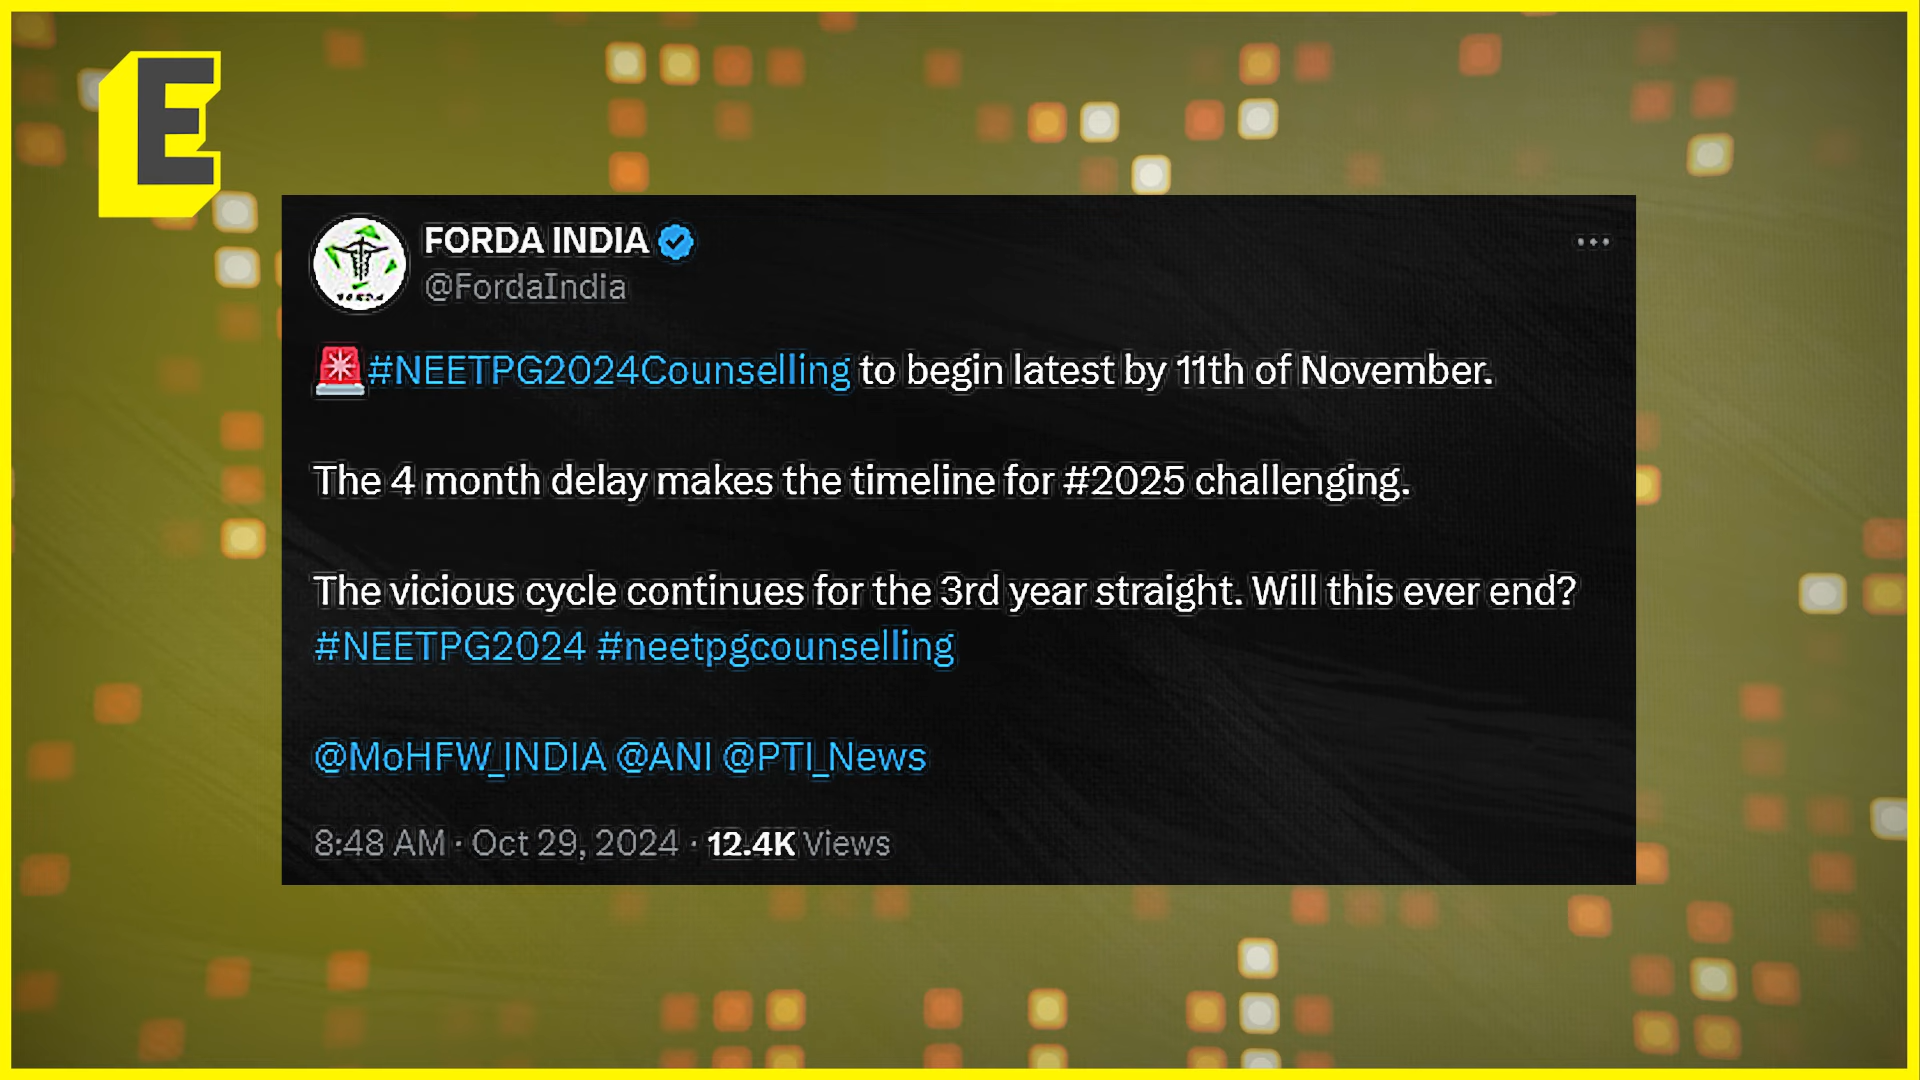 E
FORDA INDIA
@FordaIndia
🚨#NEETPG2024Counselling to begin latest by 11th of November.
The 4 month delay makes the timeline for #2025 challenging.
The vicious cycle continues for the 3rd year straight. Will this ever end?
#NEETPG2024 #neetpgcounselling
@MoHFW_INDIA @ANI @PTI_News
8:48 AM · Oct 29, 2024 · 12.4K Views